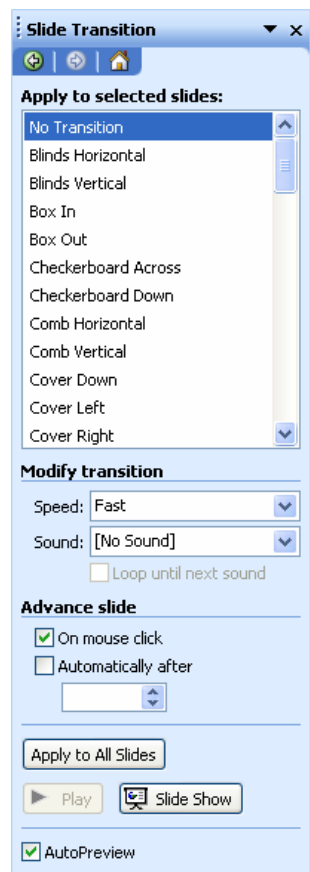 Slide Transition
Apply to selected slides:
No Transition
Blinds Horizontal
Blinds Vertical
Box In
Box Out
Checkerboard Across
Checkerboard Down
Comb Horizontal
Comb Vertical
Cover Down
Cover Left
Cover Right
Modify transition
Speed: Fast
Sound: [No Sound]
Loop until next sound
Advance slide
On mouse click
Automatically after
Apply to All Slides
Play Slide Show
AutoPreview